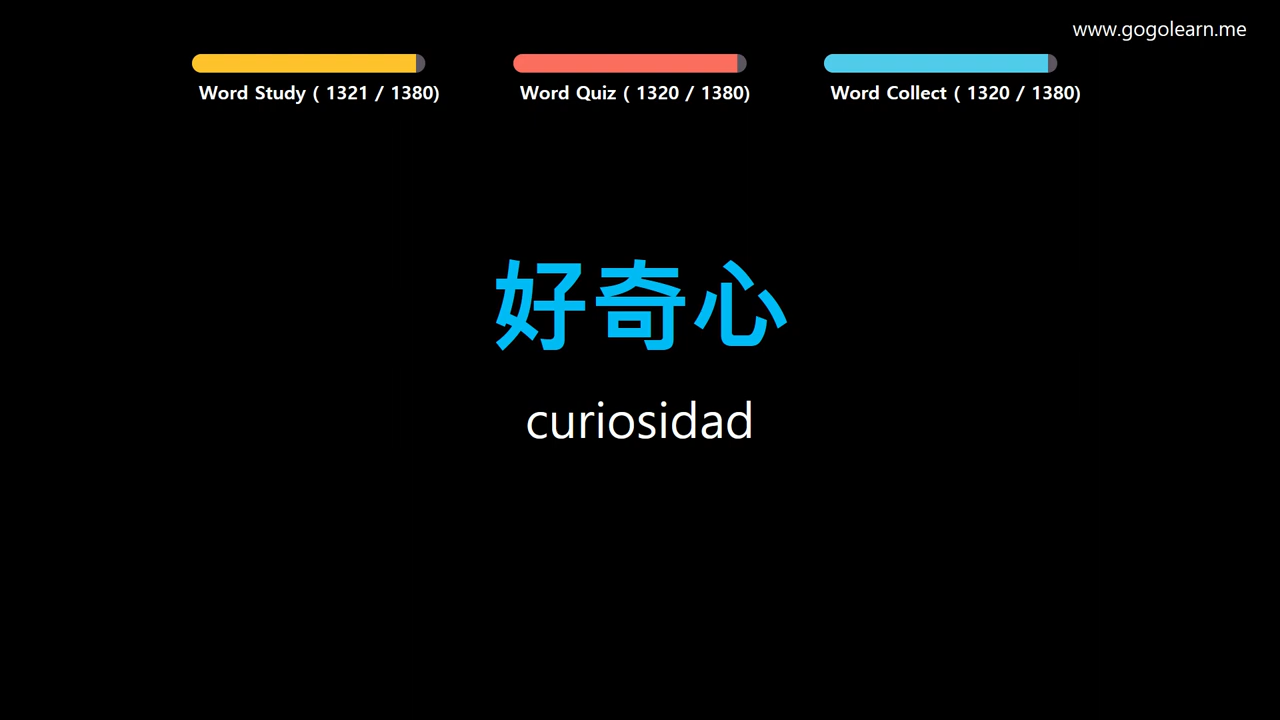 www.gogolearn.me
Word Study ( 1321 / 1380)
Word Quiz ( 1320 / 1380)
Word Collect ( 1320 / 1380)
好奇心
curiosidad